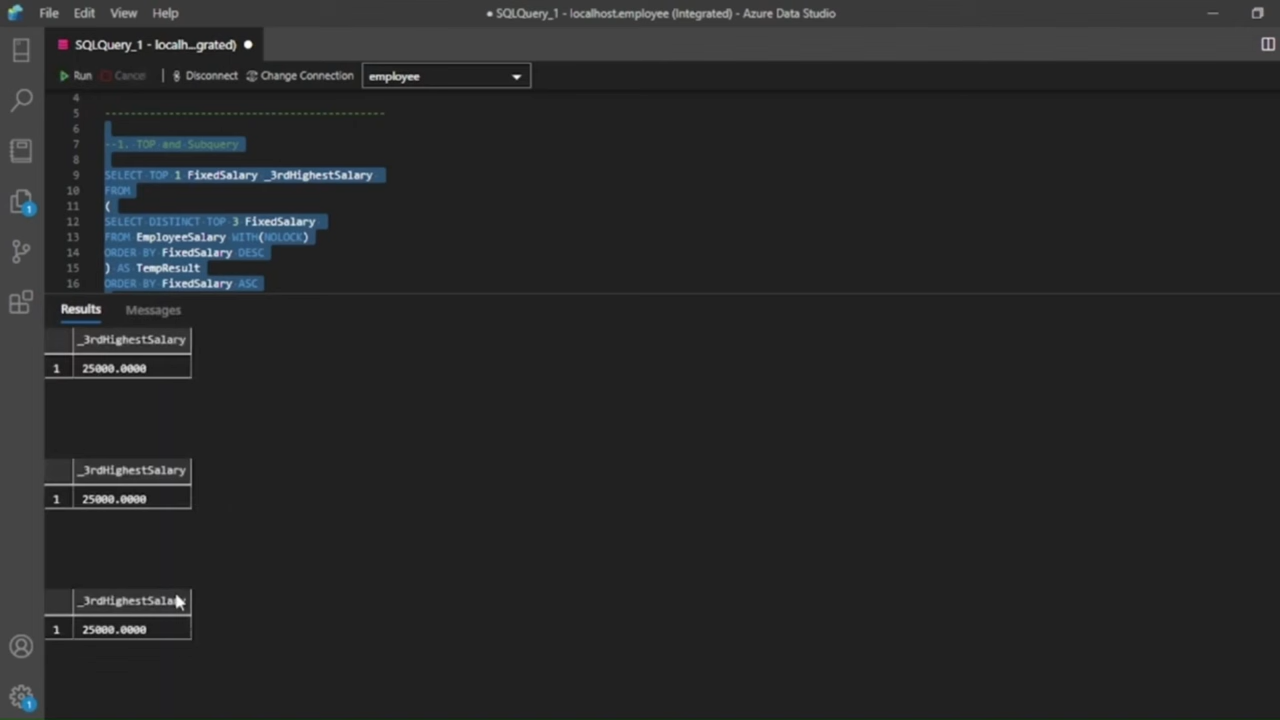 File Edit View Help
● SQLQuery_1 - localhost.employee (Integrated) - Azure Data Studio
SQLQuery_1 - localh...grated) ●
Run Cancel Disconnect Change Connection employee
4
5 --------------------------------------------
6
7 --1. TOP and Subquery
8
9 SELECT TOP 1 FixedSalary _3rdHighestSalary
10 FROM
11 (
12 SELECT DISTINCT TOP 3 FixedSalary
13 FROM EmployeeSalary WITH(NOLOCK)
14 ORDER BY FixedSalary DESC
15 ) AS TempResult
16 ORDER BY FixedSalary ASC
Results Messages
_3rdHighestSalary
1 25000.0000
_3rdHighestSalary
1 25000.0000
_3rdHighestSalary
1 25000.0000
1
1